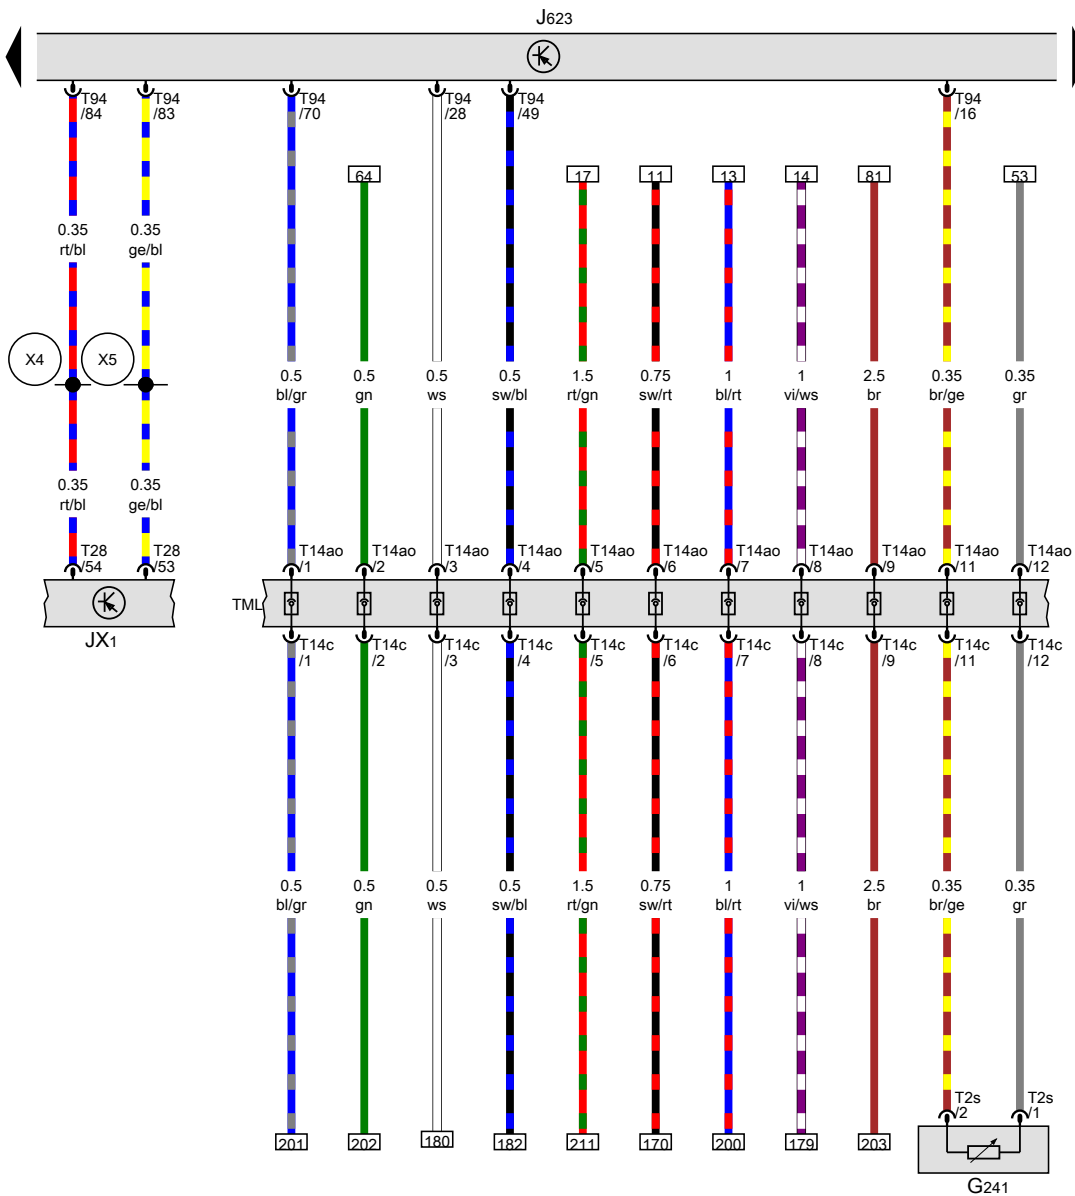 J623
T94 T94 T94 T94 T94 T94
/84 /83 /70 /28 /49 /16
64 17 11 13 14 81 53
0.35 0.35
rt/bl ge/bl
X4 X5
0.5 0.5 0.5 0.5 1.5 0.75 1 1 2.5 0.35 0.35
bl/gr gn ws sw/bl rt/gn sw/rt bl/rt vi/ws br br/ge gr
0.35 0.35
rt/bl ge/bl
T28 T28 T14ao T14ao T14ao T14ao T14ao T14ao T14ao T14ao T14ao T14ao T14ao
/54 /53 /1 /2 /3 /4 /5 /6 /7 /8 /9 /11 /12
TML
JX1
T14c T14c T14c T14c T14c T14c T14c T14c T14c T14c T14c
/1 /2 /3 /4 /5 /6 /7 /8 /9 /11 /12
0.5 0.5 0.5 0.5 1.5 0.75 1 1 2.5 0.35 0.35
bl/gr gn ws sw/bl rt/gn sw/rt bl/rt vi/ws br br/ge gr
T2s T2s
/2 /1
201 202 180 182 211 170 200 179 203
G241